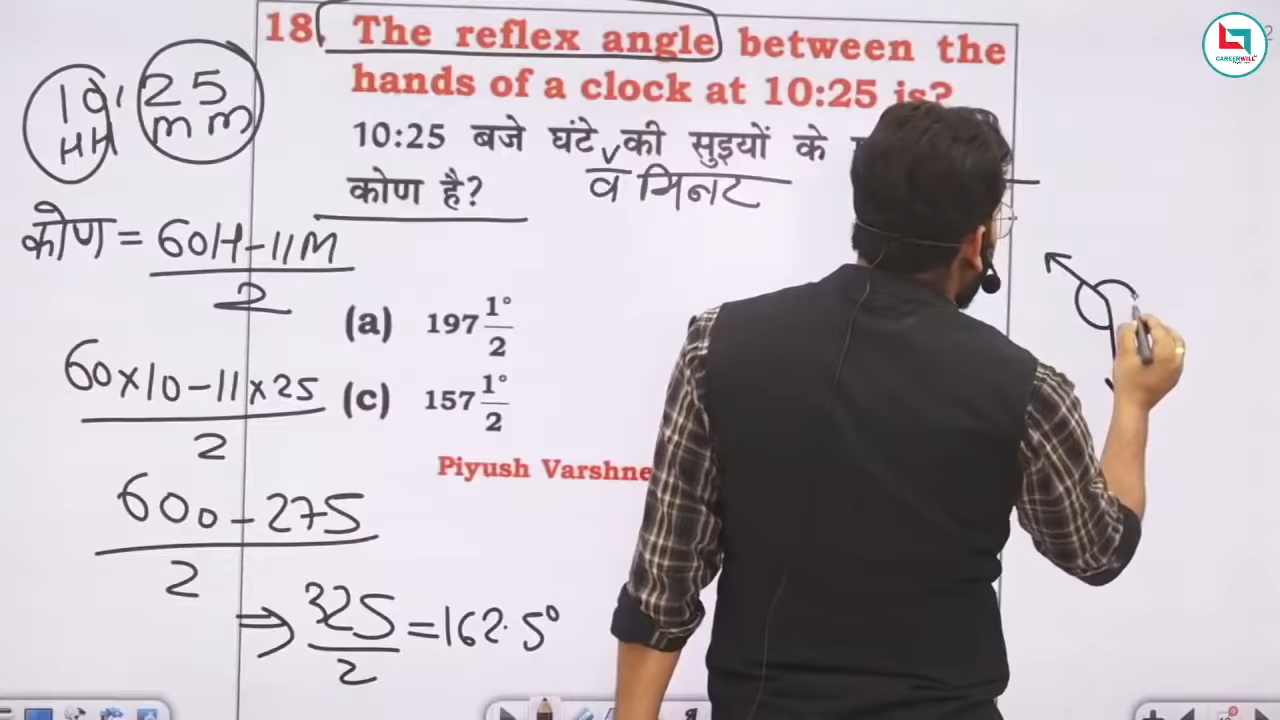 18. The reflex angle between the
hands of a clock at 10:25 is?
10:25 बजे घंटे की सुइयों के
व मिनट
कोण है?
10:25
HH MM
कोण = 60H-11M
2
60×10-11×25
2
600-275
2
⇒ 325 = 162.5°
2
(a) 197 1°
2
(c) 157 1°
2
Piyush Varshne
CAREERWILL
2